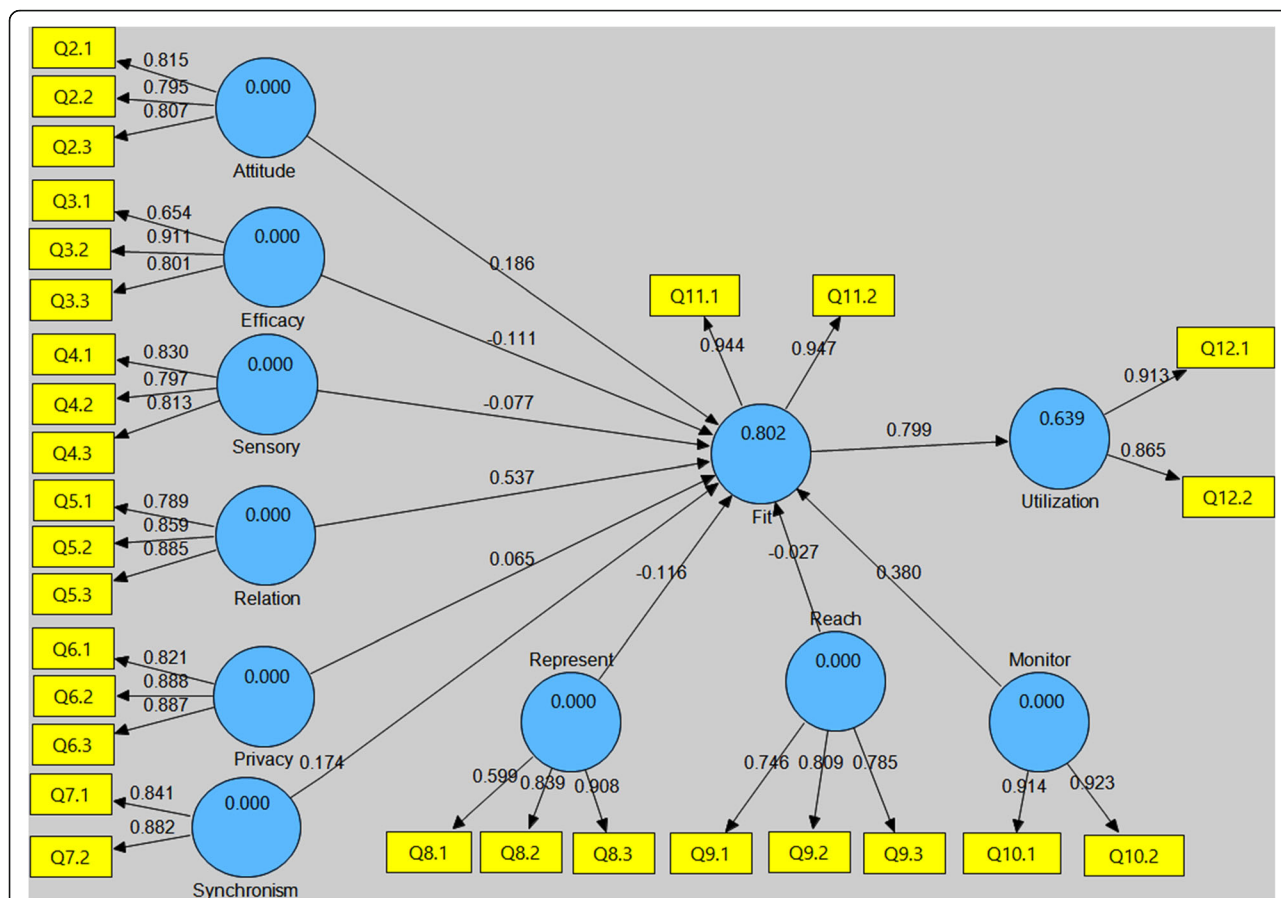 Q2.1
0.815
Q2.2
0.795
Q2.3
0.807
0.000
Attitude
Q3.1
0.654
Q3.2
0.911
Q3.3
0.801
0.000
Efficacy
Q4.1
0.830
Q4.2
0.797
Q4.3
0.813
0.000
Sensory
Q5.1
0.789
Q5.2
0.859
Q5.3
0.885
0.000
Relation
Q6.1
0.821
Q6.2
0.888
Q6.3
0.887
0.000
Privacy
Q7.1
0.841
Q7.2
0.882
0.000
Synchronism
0.186
-0.111
-0.077
0.537
0.065
0.174
-0.116
-0.027
0.380
Q11.1
Q11.2
0.944
0.947
0.802
Fit
0.799
0.639
Utilization
Q12.1
0.913
Q12.2
0.865
Represent
0.000
0.599
0.839
0.908
Q8.1
Q8.2
Q8.3
Reach
0.000
0.746
0.809
0.785
Q9.1
Q9.2
Q9.3
Monitor
0.000
0.914
0.923
Q10.1
Q10.2